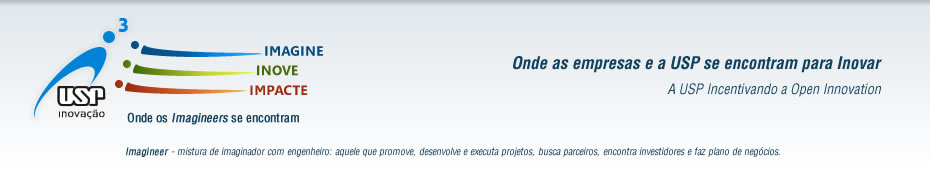 3
IMAGINE
INOVE
IMPACTE
USP
inovação
Onde os Imagineers se encontram
Onde as empresas e a USP se encontram para Inovar
A USP Incentivando a Open Innovation
Imagineer - mistura de imaginador com engenheiro: aquele que promove, desenvolve e executa projetos, busca parceiros, encontra investidores e faz plano de negócios.